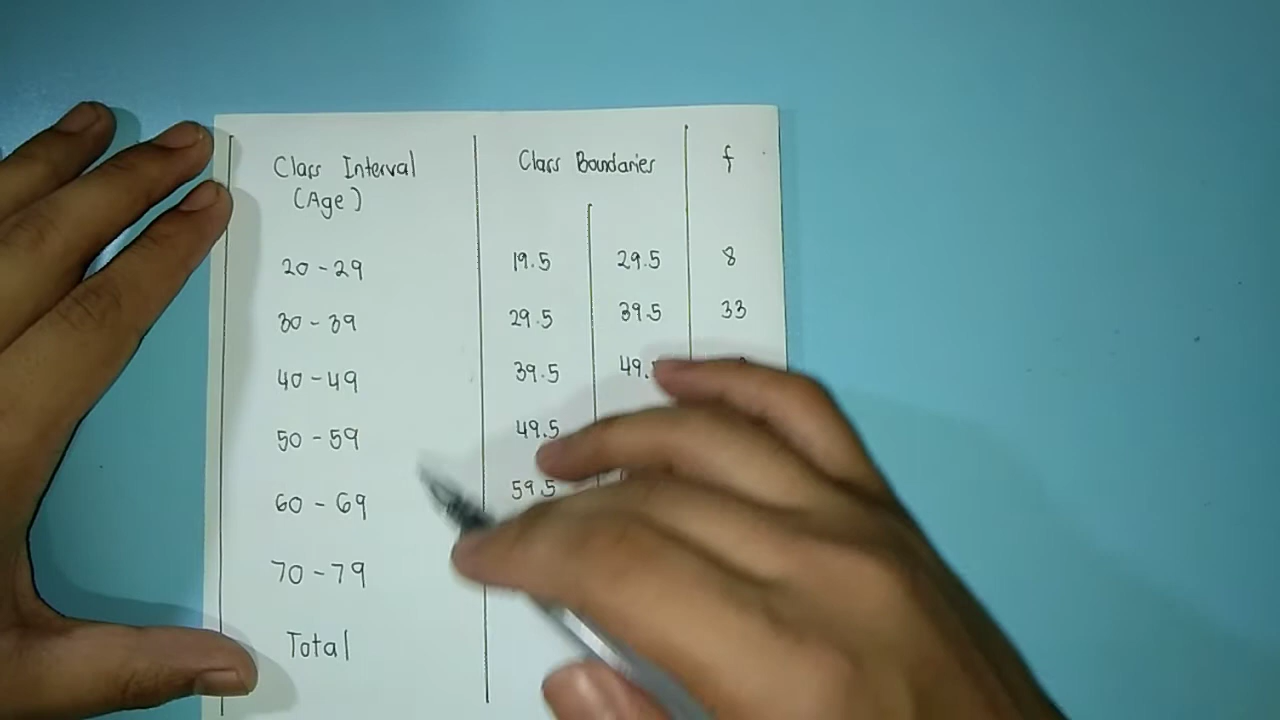 Class Interval Class Boundaries f
(Age)
20 - 29 19.5 29.5 8
30 - 39 29.5 39.5 33
40 - 49 39.5
50 - 59 49.5
60 - 69 59.5
70 - 79
Total